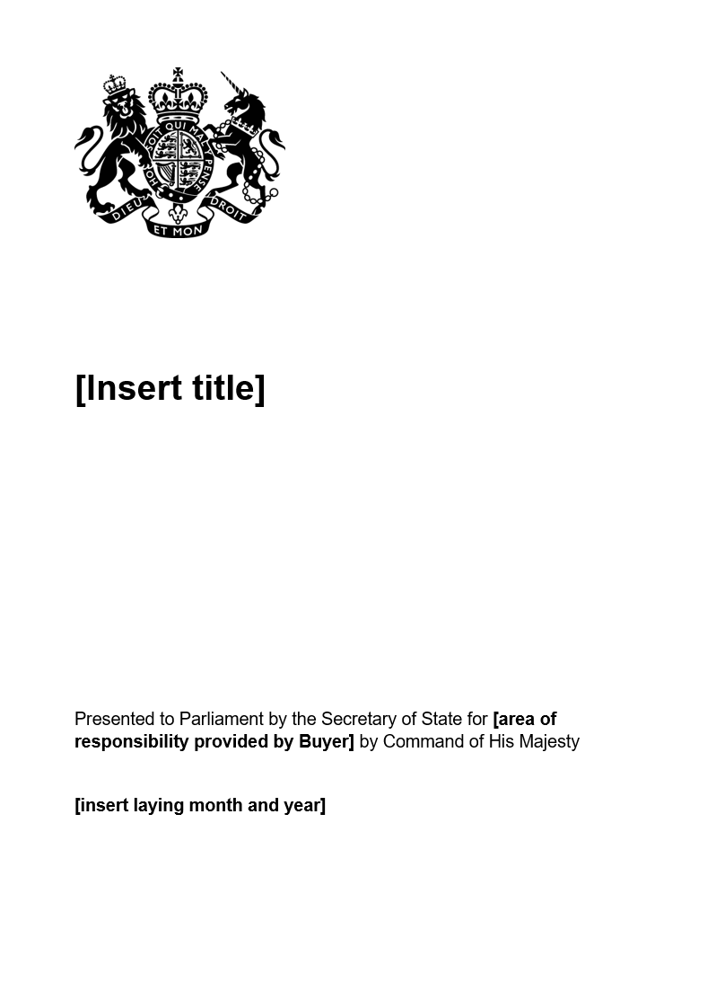 HO
SOIT QUI MAL Y PENSE
DIEU ET MON DROIT
[Insert title]
Presented to Parliament by the Secretary of State for [area of
responsibility provided by Buyer] by Command of His Majesty
[insert laying month and year]